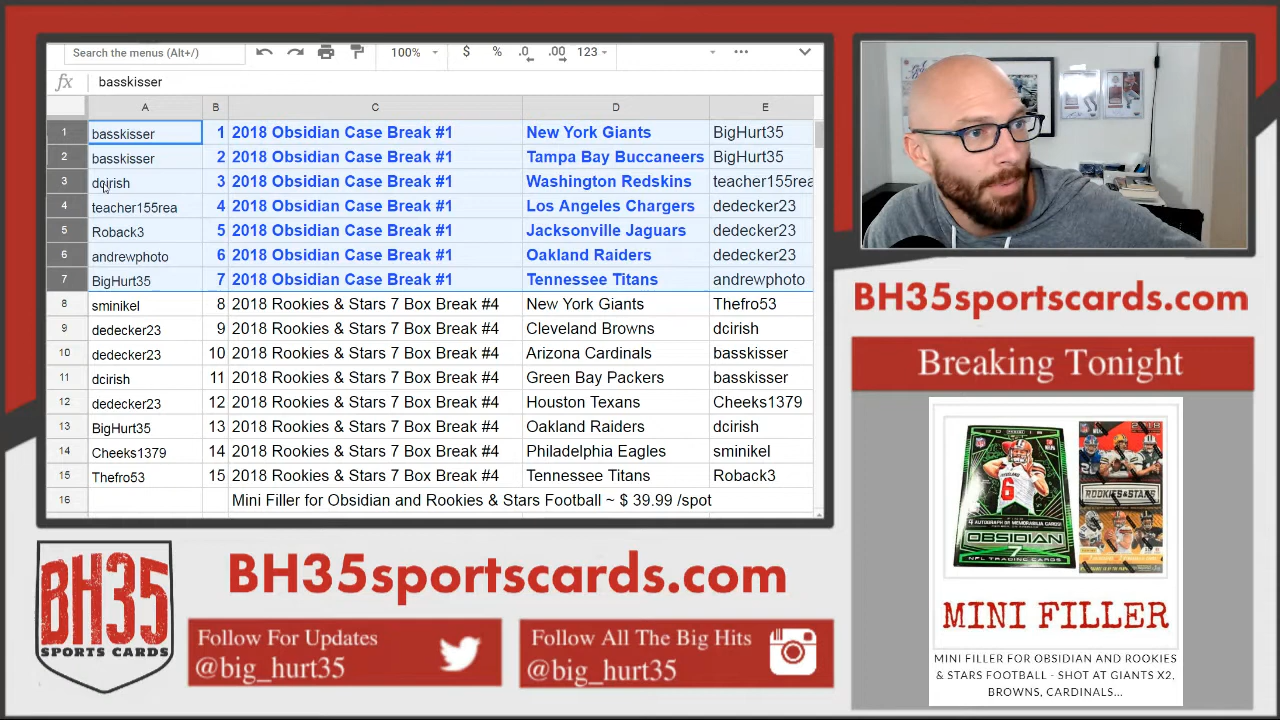 Search the menus (Alt+/) 100% $ % .0 .00 123
fx basskisser
A B C D E
1 basskisser 1 2018 Obsidian Case Break #1 New York Giants BigHurt35
2 basskisser 2 2018 Obsidian Case Break #1 Tampa Bay Buccaneers BigHurt35
3 dcirish 3 2018 Obsidian Case Break #1 Washington Redskins teacher155rea
4 teacher155rea 4 2018 Obsidian Case Break #1 Los Angeles Chargers dedecker23
5 Roback3 5 2018 Obsidian Case Break #1 Jacksonville Jaguars dedecker23
6 andrewphoto 6 2018 Obsidian Case Break #1 Oakland Raiders dedecker23
7 BigHurt35 7 2018 Obsidian Case Break #1 Tennessee Titans andrewphoto
8 sminikel 8 2018 Rookies & Stars 7 Box Break #4 New York Giants Thefro53
9 dedecker23 9 2018 Rookies & Stars 7 Box Break #4 Cleveland Browns dcirish
10 dedecker23 10 2018 Rookies & Stars 7 Box Break #4 Arizona Cardinals basskisser
11 dcirish 11 2018 Rookies & Stars 7 Box Break #4 Green Bay Packers basskisser
12 dedecker23 12 2018 Rookies & Stars 7 Box Break #4 Houston Texans Cheeks1379
13 BigHurt35 13 2018 Rookies & Stars 7 Box Break #4 Oakland Raiders dcirish
14 Cheeks1379 14 2018 Rookies & Stars 7 Box Break #4 Philadelphia Eagles sminikel
15 Thefro53 15 2018 Rookies & Stars 7 Box Break #4 Tennessee Titans Roback3
16 Mini Filler for Obsidian and Rookies & Stars Football ~ $ 39.99 /spot
BH35sportscards.com
Breaking Tonight
OBSIDIAN
NFL TRADING CARDS
ROOKIES & STARS
MINI FILLER
MINI FILLER FOR OBSIDIAN AND ROOKIES
& STARS FOOTBALL - SHOT AT GIANTS X2,
BROWNS, CARDINALS...
BH35
SPORTS CARDS
BH35sportscards.com
Follow For Updates
@big_hurt35
Follow All The Big Hits
@big_hurt35